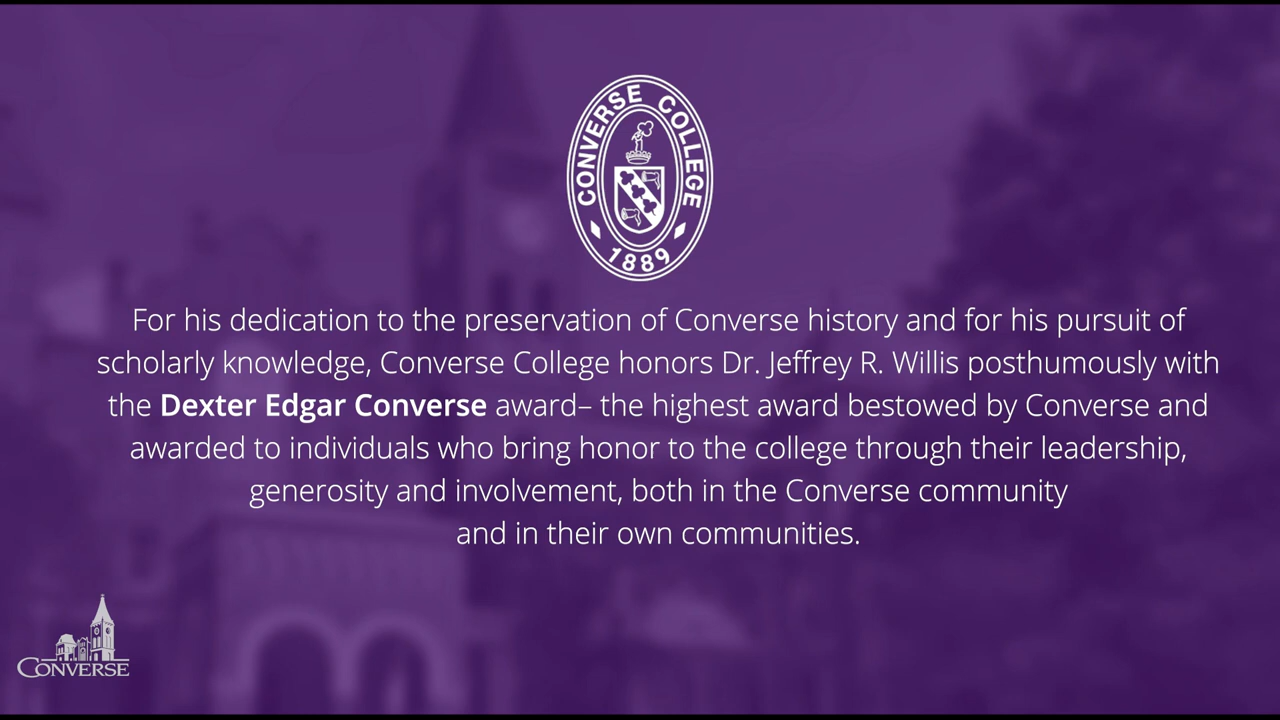 CONVERSE COLLEGE
1889
For his dedication to the preservation of Converse history and for his pursuit of
scholarly knowledge, Converse College honors Dr. Jeffrey R. Willis posthumously with
the Dexter Edgar Converse award– the highest award bestowed by Converse and
awarded to individuals who bring honor to the college through their leadership,
generosity and involvement, both in the Converse community
and in their own communities.
CONVERSE